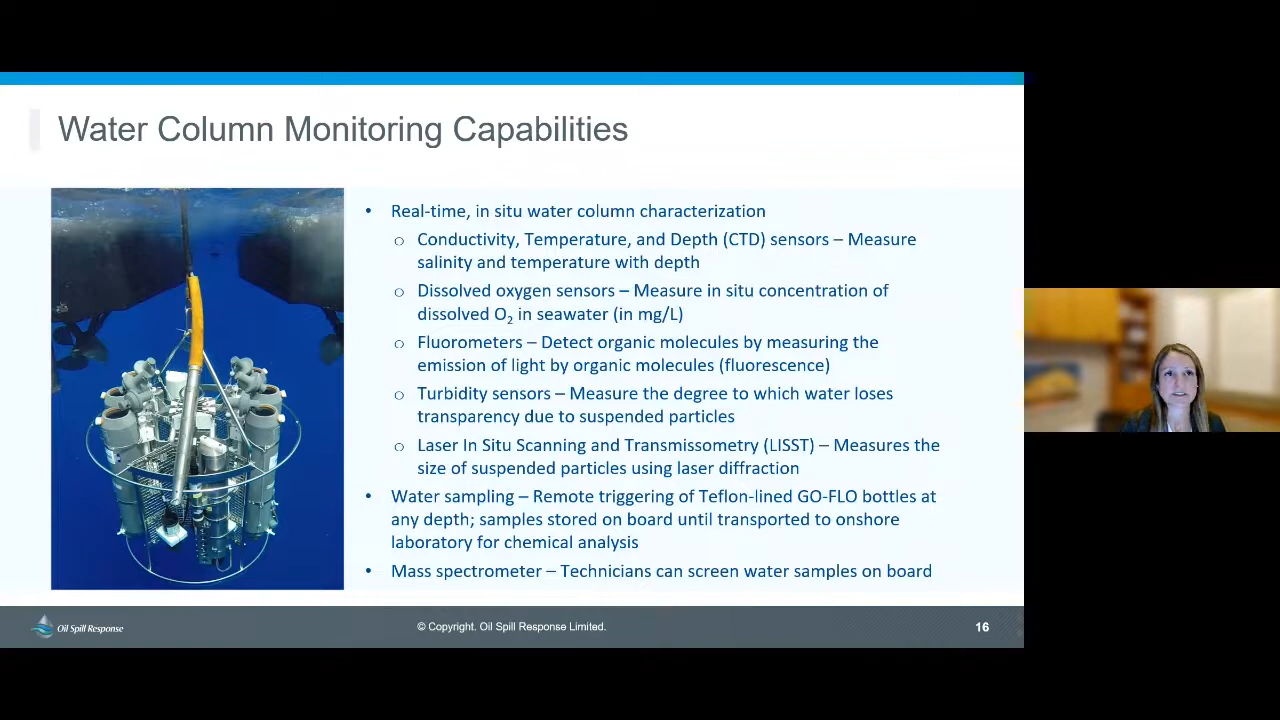 Water Column Monitoring Capabilities
• Real-time, in situ water column characterization
o Conductivity, Temperature, and Depth (CTD) sensors – Measure
salinity and temperature with depth
o Dissolved oxygen sensors – Measure in situ concentration of
dissolved O2 in seawater (in mg/L)
o Fluorometers – Detect organic molecules by measuring the
emission of light by organic molecules (fluorescence)
o Turbidity sensors – Measure the degree to which water loses
transparency due to suspended particles
o Laser In Situ Scanning and Transmissometry (LISST) – Measures the
size of suspended particles using laser diffraction
• Water sampling – Remote triggering of Teflon-lined GO-FLO bottles at
any depth; samples stored on board until transported to onshore
laboratory for chemical analysis
• Mass spectrometer – Technicians can screen water samples on board
Oil Spill Response
© Copyright. Oil Spill Response Limited.
16